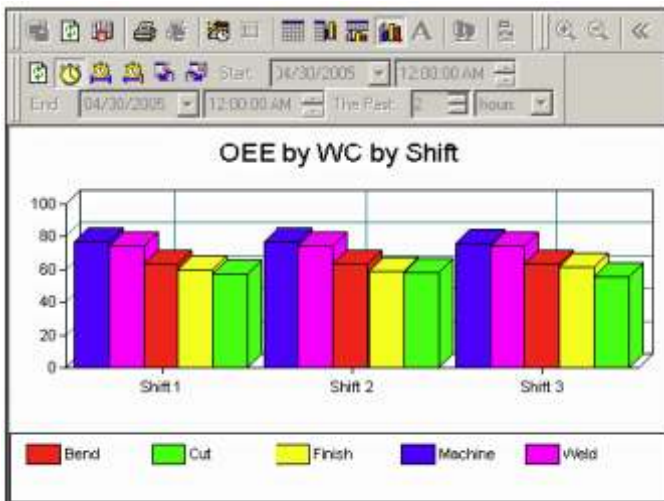 Start: 04/30/2005 12:00:00 AM
End: 04/30/2005 12:00:00 AM The Past: 2 hours
OEE by WC by Shift
100
80
60
40
20
0
Shift 1 Shift 2 Shift 3
Bend Cut Finish Machine Weld